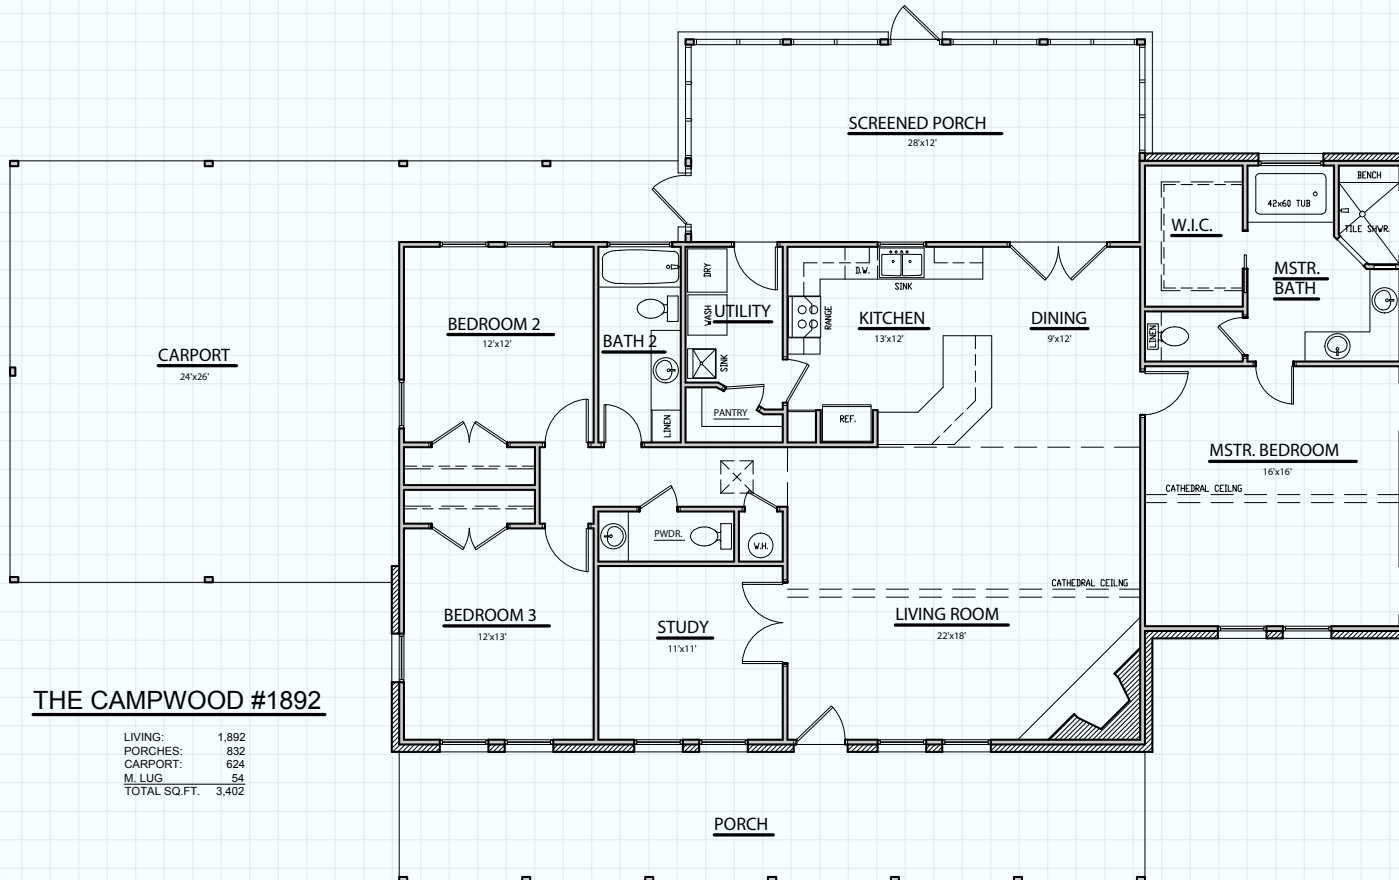 SCREENED PORCH
28'x12'
BENCH
42x60 TUB
TILE SHWR.
W.I.C.
MSTR.
BATH
LINEN
DRY
WASH
UTILITY
SINK
PANTRY
D.W.
SINK
RANGE
KITCHEN
13'x12'
REF.
DINING
9'x12'
BEDROOM 2
12'x12'
BATH 2
LINEN
CARPORT
24'x26'
MSTR. BEDROOM
16'x16'
CATHEDRAL CEILNG
PWDR.
W.H.
CATHEDRAL CEILNG
LIVING ROOM
22'x18'
BEDROOM 3
12'x13'
STUDY
11'x11'
THE CAMPWOOD #1892
LIVING: 1,892
PORCHES: 832
CARPORT: 624
M. LUG 54
TOTAL SQ.FT. 3,402
PORCH